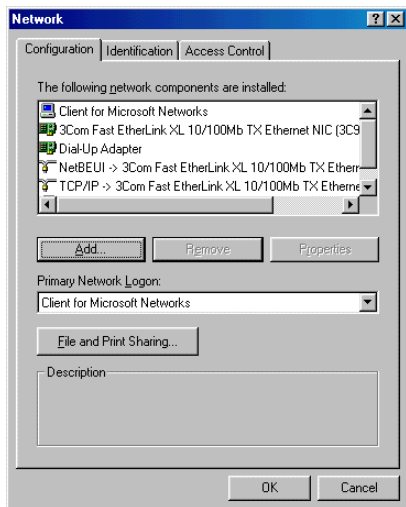 Network
Configuration Identification Access Control
The following network components are installed:
Client for Microsoft Networks
3Com Fast EtherLink XL 10/100Mb TX Ethernet NIC (3C9
Dial-Up Adapter
NetBEUI -> 3Com Fast EtherLink XL 10/100Mb TX Ethern
TCP/IP -> 3Com Fast EtherLink XL 10/100Mb TX Etherne
Add... Remove Properties
Primary Network Logon:
Client for Microsoft Networks
File and Print Sharing...
Description
OK Cancel